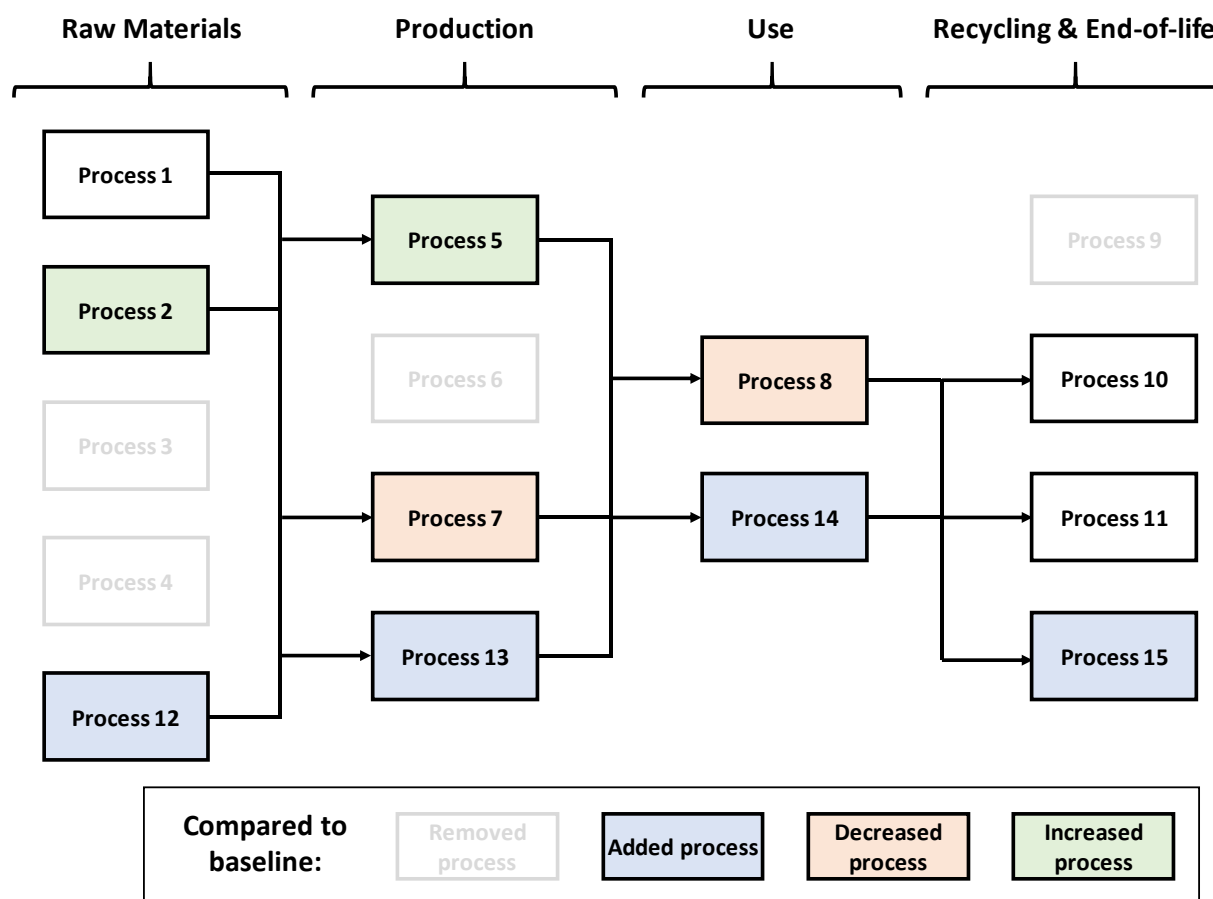 Raw Materials
Production
Use
Recycling & End-of-life
Process 1
Process 2
Process 3
Process 4
Process 12
Process 5
Process 6
Process 7
Process 13
Process 8
Process 14
Process 9
Process 10
Process 11
Process 15
Compared to
baseline:
Removed
process
Added process
Decreased
process
Increased
process